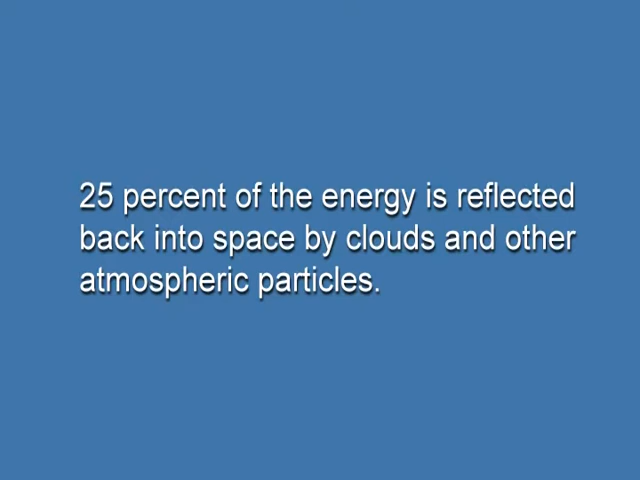 25 percent of the energy is reflected
back into space by clouds and other
atmospheric particles.